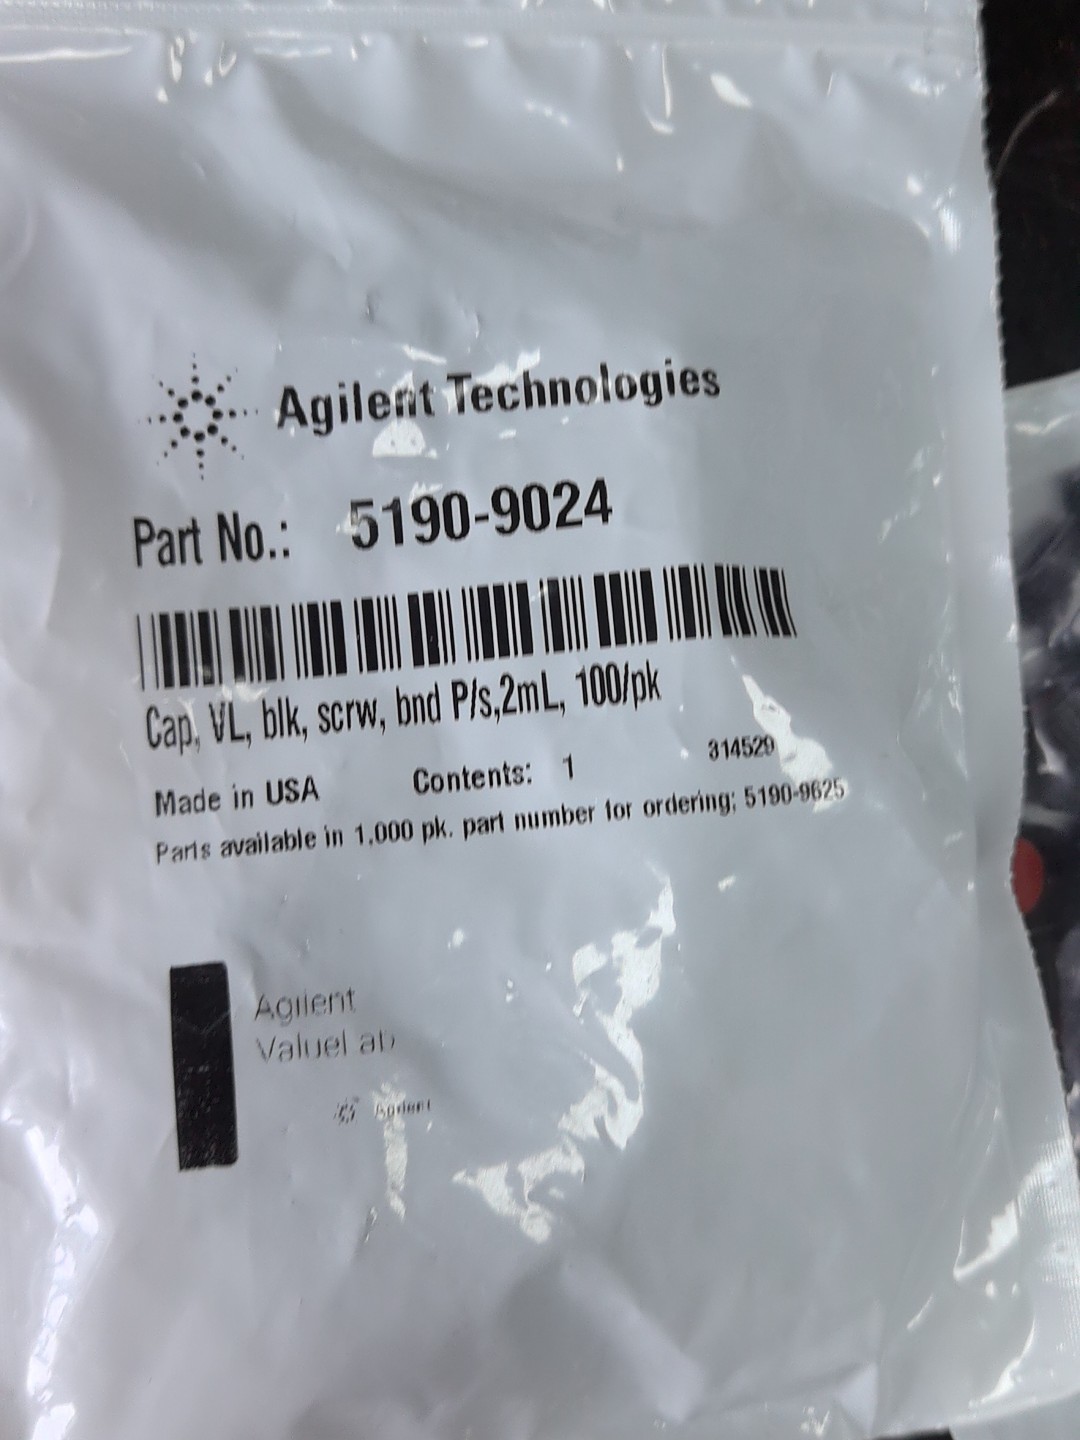 Agilent Technologies
Part No.: 5190-9024
Cap, VL, blk, scrw, bnd P/s,2mL, 100/pk
Made in USA Contents: 1 314529
Parts available in 1,000 pk. part number for ordering; 5190-9625
Agilent
ValueLab
Agilent